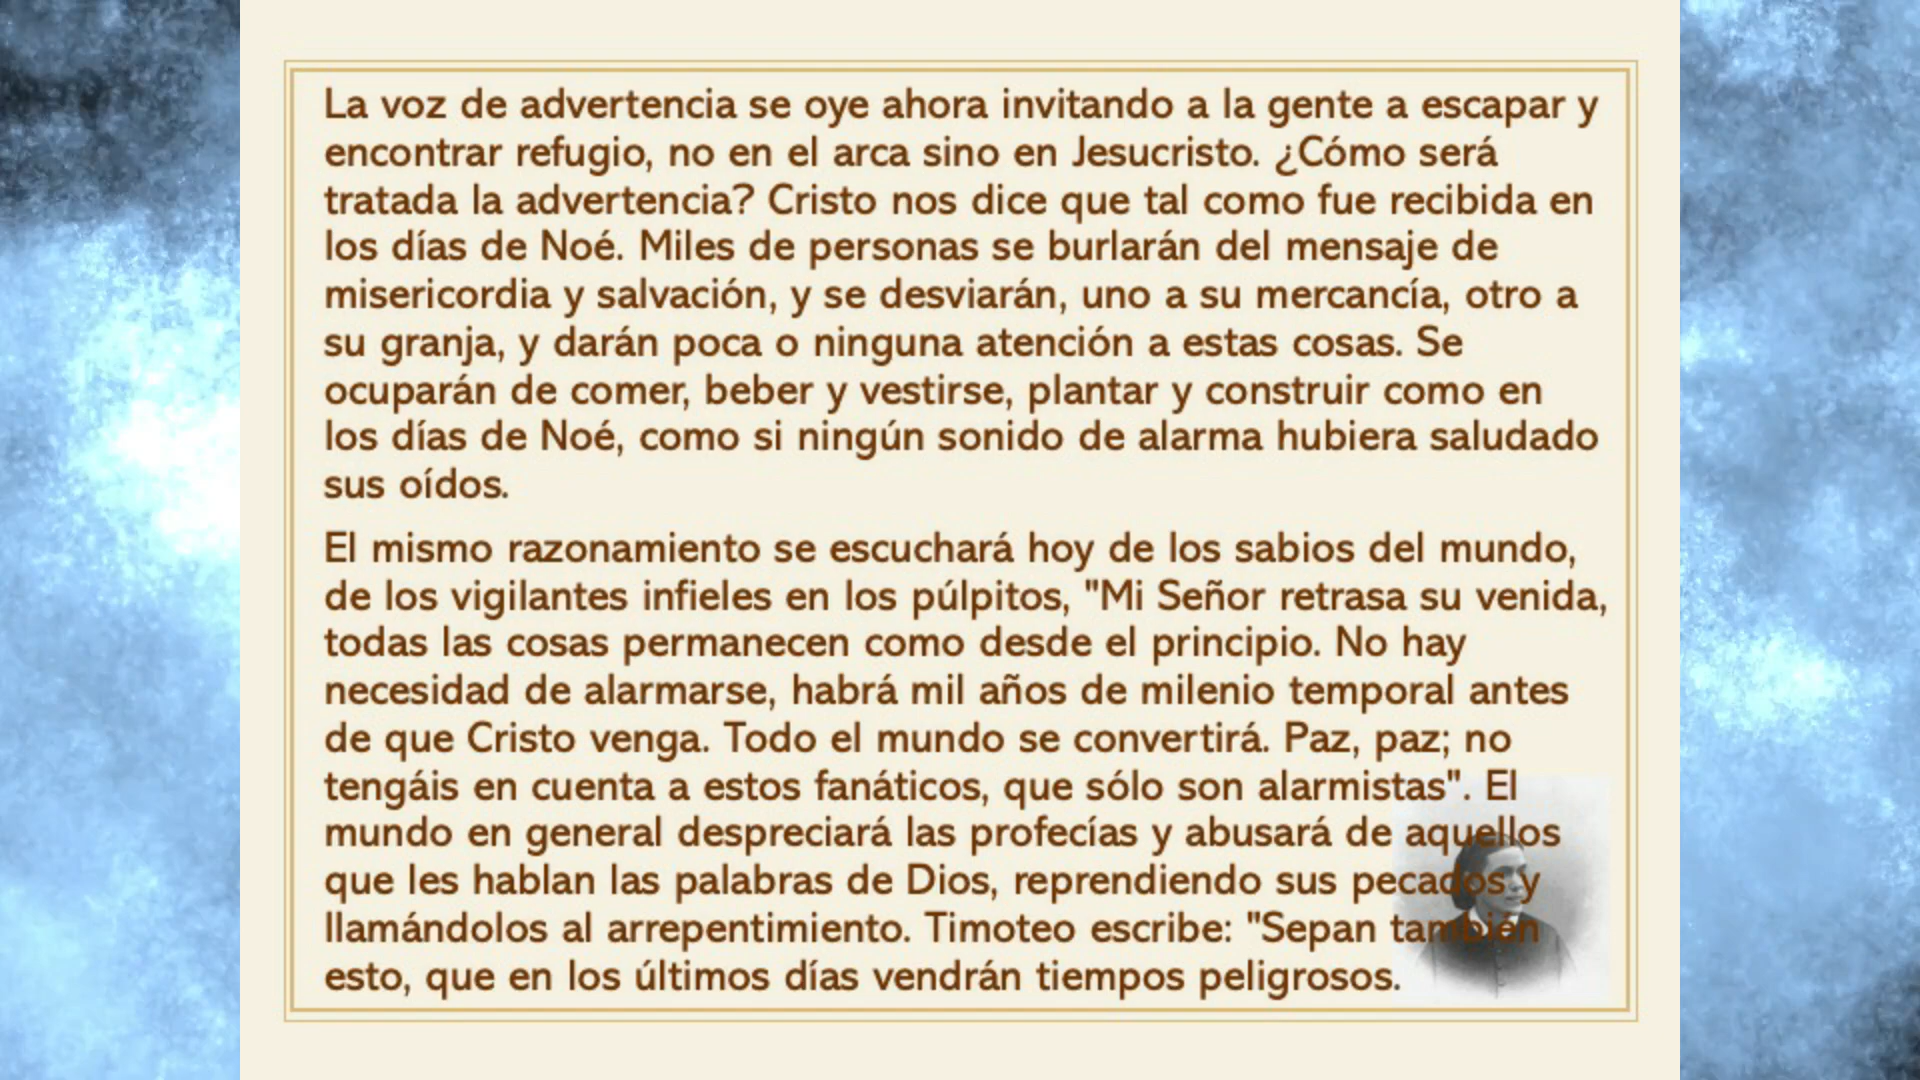 La voz de advertencia se oye ahora invitando a la gente a escapar y
encontrar refugio, no en el arca sino en Jesucristo. ¿Cómo será
tratada la advertencia? Cristo nos dice que tal como fue recibida en
los días de Noé. Miles de personas se burlarán del mensaje de
misericordia y salvación, y se desviarán, uno a su mercancía, otro a
su granja, y darán poca o ninguna atención a estas cosas. Se
ocuparán de comer, beber y vestirse, plantar y construir como en
los días de Noé, como si ningún sonido de alarma hubiera saludado
sus oídos.
El mismo razonamiento se escuchará hoy de los sabios del mundo,
de los vigilantes infieles en los púlpitos, "Mi Señor retrasa su venida,
todas las cosas permanecen como desde el principio. No hay
necesidad de alarmarse, habrá mil años de milenio temporal antes
de que Cristo venga. Todo el mundo se convertirá. Paz, paz; no
tengáis en cuenta a estos fanáticos, que sólo son alarmistas". El
mundo en general despreciará las profecías y abusará de aquellos
que les hablan las palabras de Dios, reprendiendo sus pecados y
llamándolos al arrepentimiento. Timoteo escribe: "Sepan también
esto, que en los últimos días vendrán tiempos peligrosos.